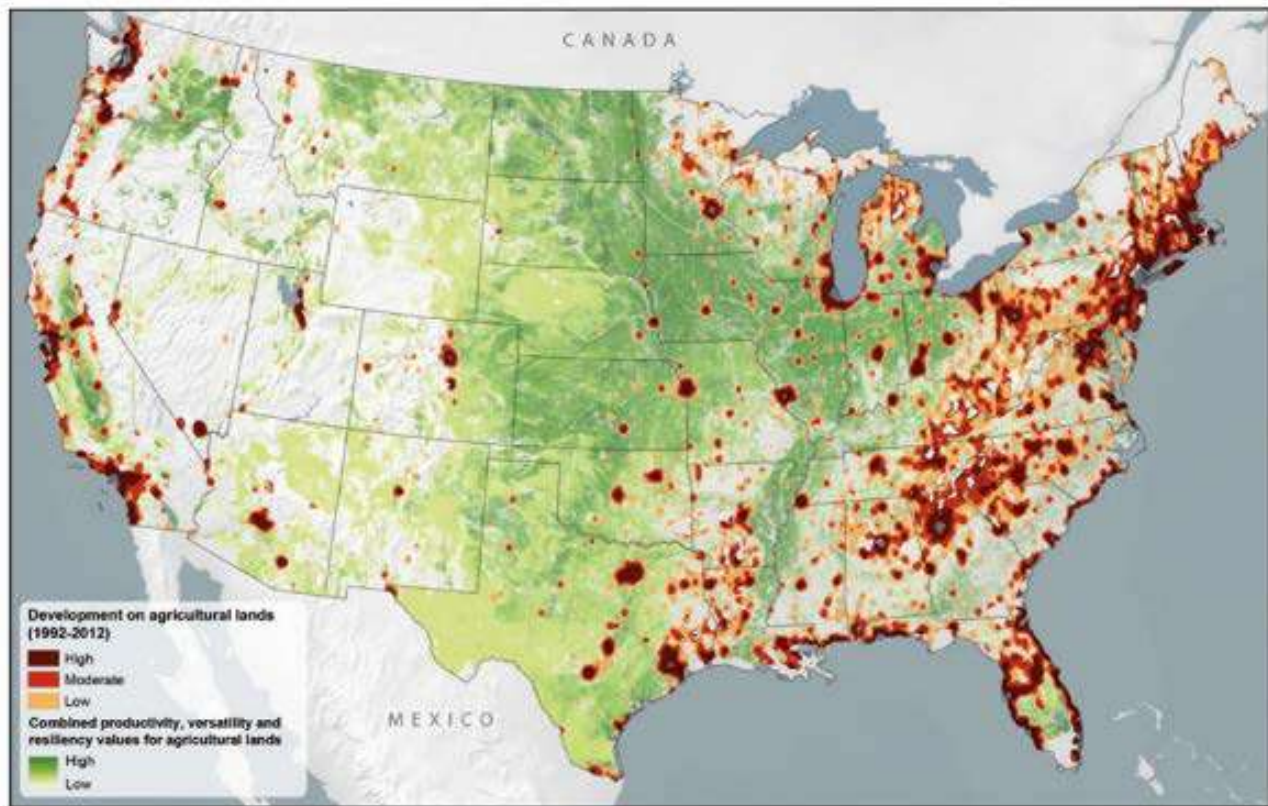 CANADA
MEXICO
Development on agricultural lands
(1992-2012)
High
Moderate
Low
Combined productivity, versatility and
resiliency values for agricultural lands
High
Low